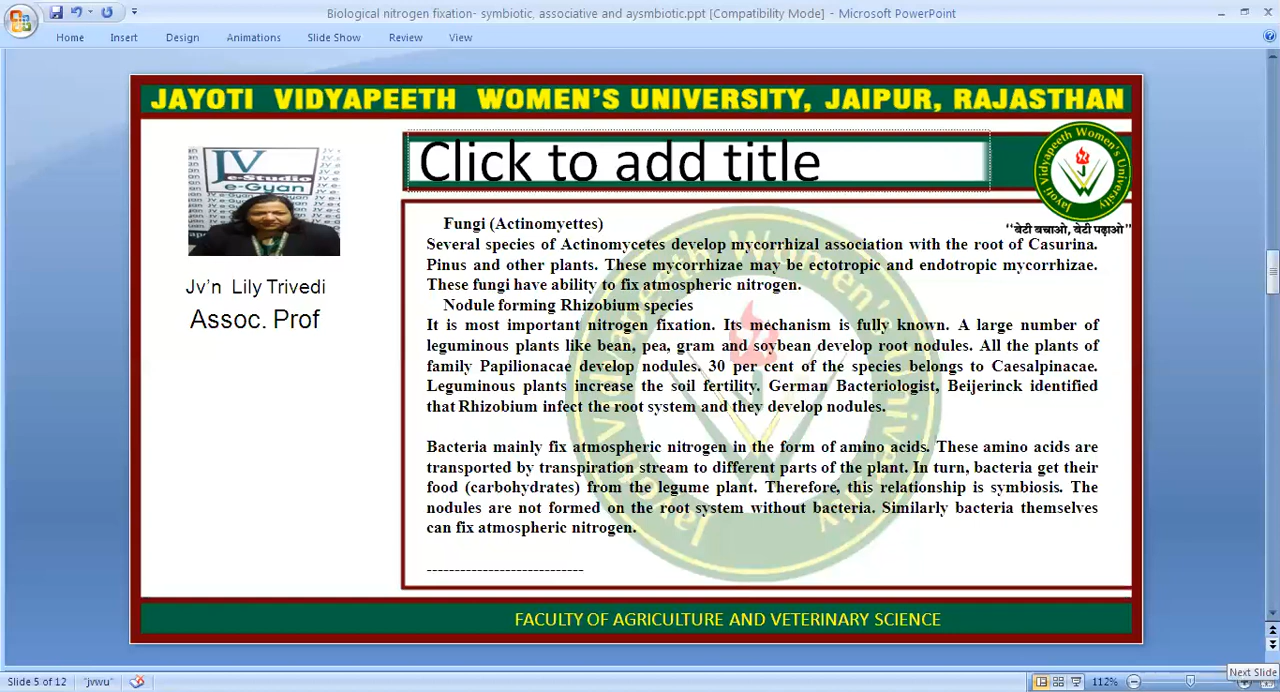 Biological nitrogen fixation- symbiotic, associative and aysmbiotic.ppt [Compatibility Mode] - Microsoft PowerPoint
Home Insert Design Animations Slide Show Review View
JAYOTI VIDYAPEETH WOMEN'S UNIVERSITY, JAIPUR, RAJASTHAN
JV
e-Studio
e-Gyan
Jv'n Lily Trivedi
Assoc. Prof
Click to add title
Jayoti Vidyapeeth Women's University
"बेटी बचाओ, बेटी पढ़ाओ"
Fungi (Actinomyettes)
Several species of Actinomycetes develop mycorrhizal association with the root of Casurina.
Pinus and other plants. These mycorrhizae may be ectotropic and endotropic mycorrhizae.
These fungi have ability to fix atmospheric nitrogen.
Nodule forming Rhizobium species
It is most important nitrogen fixation. Its mechanism is fully known. A large number of
leguminous plants like bean, pea, gram and soybean develop root nodules. All the plants of
family Papilionacae develop nodules. 30 per cent of the species belongs to Caesalpinacae.
Leguminous plants increase the soil fertility. German Bacteriologist, Beijerinck identified
that Rhizobium infect the root system and they develop nodules.
Bacteria mainly fix atmospheric nitrogen in the form of amino acids. These amino acids are
transported by transpiration stream to different parts of the plant. In turn, bacteria get their
food (carbohydrates) from the legume plant. Therefore, this relationship is symbiosis. The
nodules are not formed on the root system without bacteria. Similarly bacteria themselves
can fix atmospheric nitrogen.
----------------------------
FACULTY OF AGRICULTURE AND VETERINARY SCIENCE
Next Slide
Slide 5 of 12 "jvwu" 112%